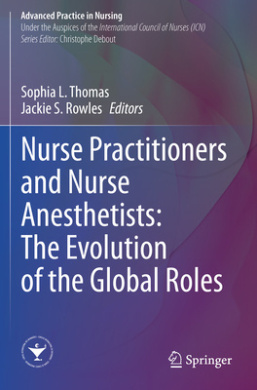 Advanced Practice in Nursing
Under the Auspices of the International Council of Nurses (ICN)
Series Editor: Christophe Debout
Sophia L. Thomas
Jackie S. Rowles Editors
Nurse Practitioners
and Nurse
Anesthetists:
The Evolution
of the Global Roles
Springer